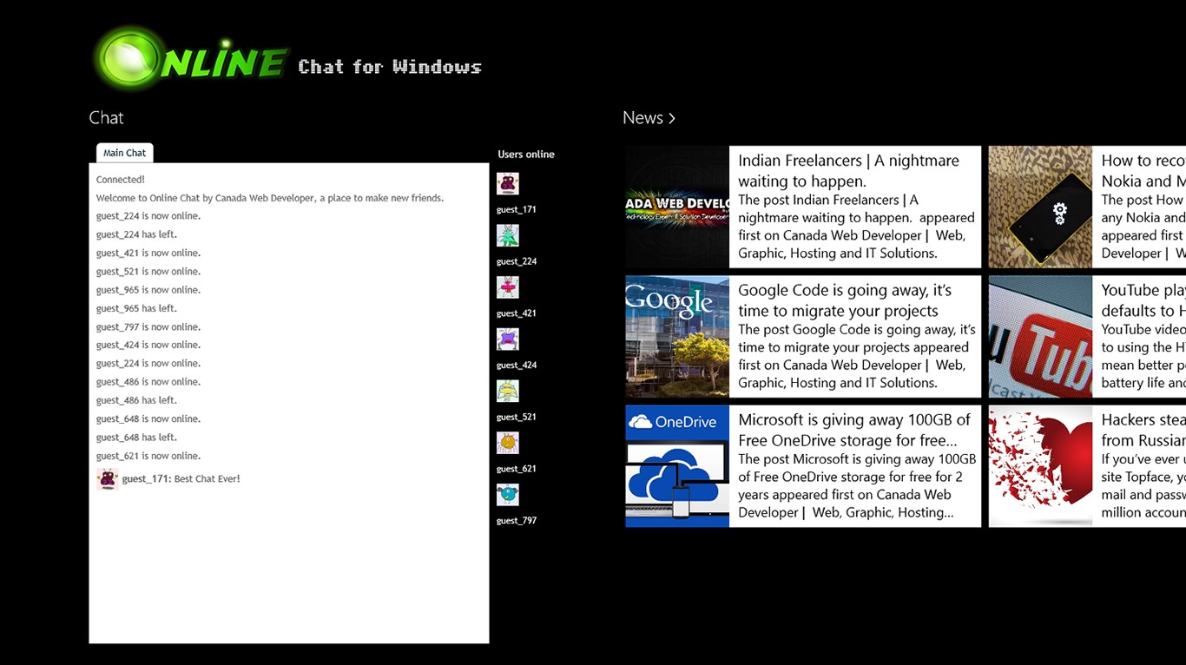 ONLINE Chat for Windows
Chat
Main Chat
Connected!
Welcome to Online Chat by Canada Web Developer, a place to make new friends.
guest_224 is now online.
guest_224 has left.
guest_421 is now online.
guest_521 is now online.
guest_965 is now online.
guest_965 has left.
guest_797 is now online.
guest_424 is now online.
guest_224 is now online.
guest_486 is now online.
guest_486 has left.
guest_648 is now online.
guest_648 has left.
guest_621 is now online.
guest_171: Best Chat Ever!
Users online
guest_171
guest_224
guest_421
guest_424
guest_521
guest_621
guest_797
News >
ADA WEB DEVELO
Indian Freelancers | A nightmare
waiting to happen.
The post Indian Freelancers | A
nightmare waiting to happen. appeared
first on Canada Web Developer | Web,
Graphic, Hosting and IT Solutions.
Google
Google Code is going away, it's
time to migrate your projects
The post Google Code is going away, it's
time to migrate your projects appeared
first on Canada Web Developer | Web,
Graphic, Hosting and IT Solutions.
OneDrive
Microsoft is giving away 100GB of
Free OneDrive storage for free...
The post Microsoft is giving away 100GB
of Free OneDrive storage for free for 2
years appeared first on Canada Web
Developer | Web, Graphic, Hosting...
How to reco
Nokia and M
The post How
any Nokia and
appeared first
Developer | W
u Tub
dcast Y
YouTube play
defaults to H
YouTube video
to using the H
mean better p
battery life and
Hackers stea
from Russian
If you've ever u
site Topface, yo
mail and passw
million accoun